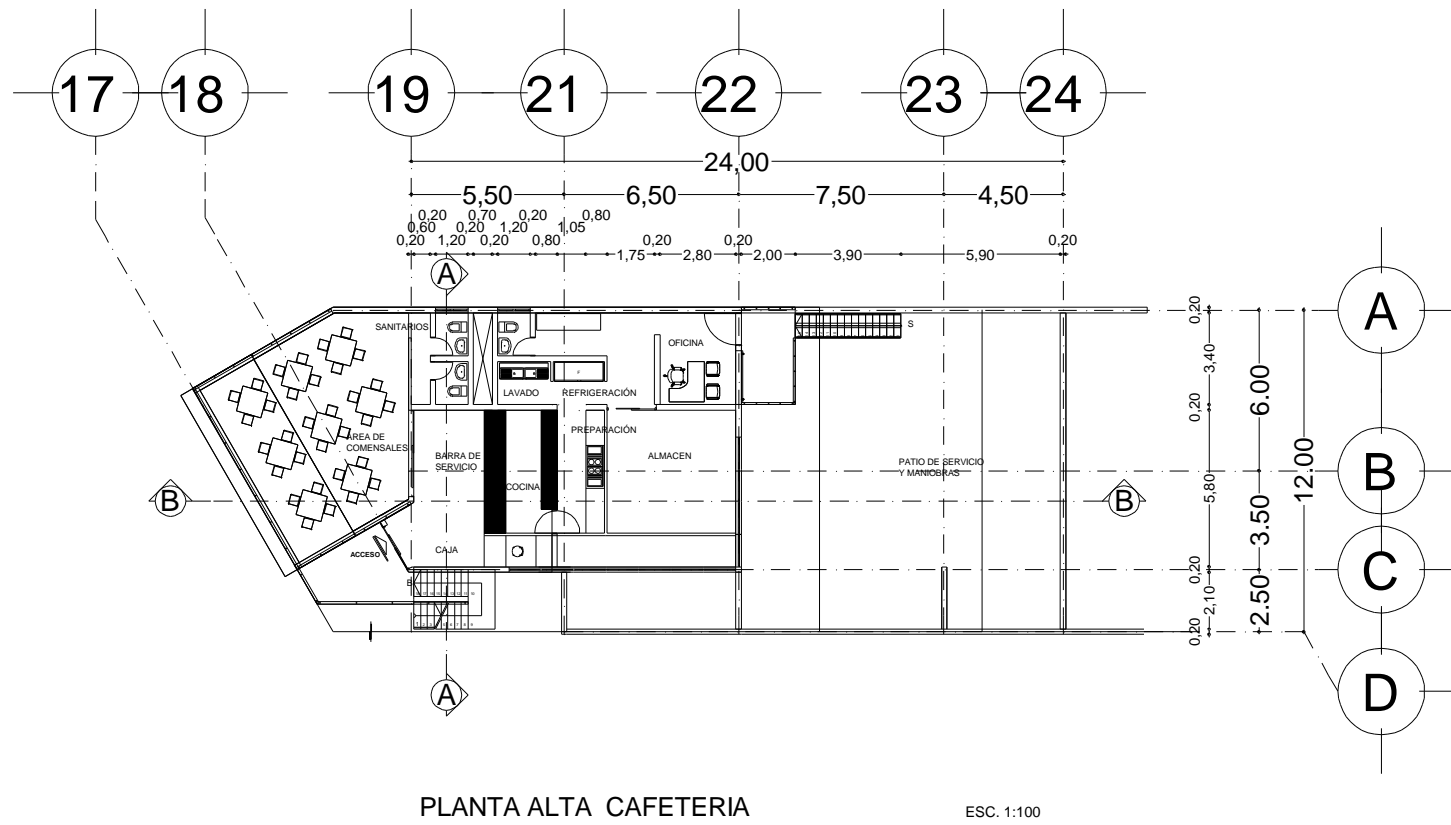 17
18
19
21
22
23
24
24,00
5,50
6,50
7,50
4,50
0,20 0,70 0,20 0,80
0,60 0,20 1,20 1,05
0,20 1,20 0,20 0,80 1,75 0,20 2,80 0,20 2,00 3,90 5,90 0,20
A
A
SANITARIOS
OFICINA
S
LAVADO
REFRIGERACIÓN
PREPARACIÓN
AREA DE
COMENSALES
BARRA DE
SERVICIO
ALMACEN
COCINA
PATIO DE SERVICIO
Y MANIOBRAS
B
B
ACCESO
CAJA
B
A
0,20
3,40
0,20
5,80
0,20
2,10
0,20
6.00
3.50
2.50
12.00
B
C
D
PLANTA ALTA CAFETERIA
ESC. 1:100